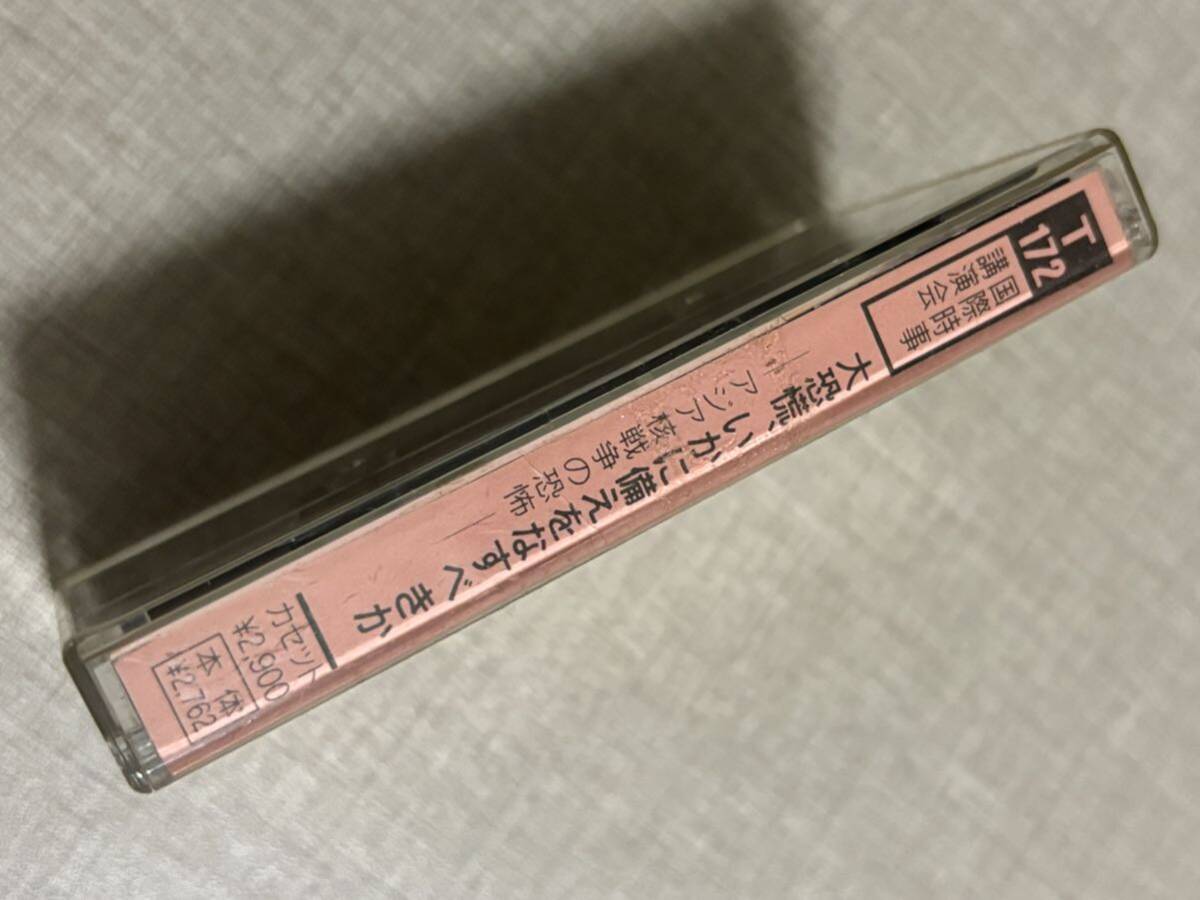 T
172
国際時事
講演会
大恐慌、いかに備えをなすべきか
―アジア核戦争の恐怖―
カセット
¥2,900
本体
¥2,762